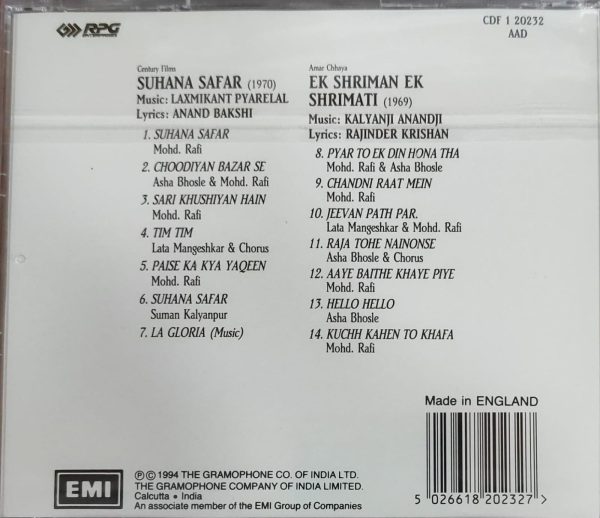 RPG
ENTERPRISES
CDF 1 20232
AAD
Century Films
SUHANA SAFAR (1970)
Music: LAXMIKANT PYARELAL
Lyrics: ANAND BAKSHI
1. SUHANA SAFAR
Mohd. Rafi
2. CHOODIYAN BAZAR SE
Asha Bhosle & Mohd. Rafi
3. SARI KHUSHIYAN HAIN
Mohd. Rafi
4. TIM TIM
Lata Mangeshkar & Chorus
5. PAISE KA KYA YAQEEN
Mohd. Rafi
6. SUHANA SAFAR
Suman Kalyanpur
7. LA GLORIA (Music)
Amar Chhaya
EK SHRIMAN EK
SHRIMATI (1969)
Music: KALYANJI ANANDJI
Lyrics: RAJINDER KRISHAN
8. PYAR TO EK DIN HONA THA
Mohd. Rafi & Asha Bhosle
9. CHANDNI RAAT MEIN
Mohd. Rafi
10. JEEVAN PATH PAR.
Lata Mangeshkar & Mohd. Rafi
11. RAJA TOHE NAINONSE
Asha Bhosle & Chorus
12. AAYE BAITHE KHAYE PIYE
Mohd. Rafi
13. HELLO HELLO
Asha Bhosle
14. KUCHH KAHEN TO KHAFA
Mohd. Rafi
Made in ENGLAND
5 026618 202327 >
EMI
℗ © 1994 THE GRAMOPHONE CO. OF INDIA LTD.
THE GRAMOPHONE COMPANY OF INDIA LIMITED.
Calcutta • India
An associate member of the EMI Group of Companies